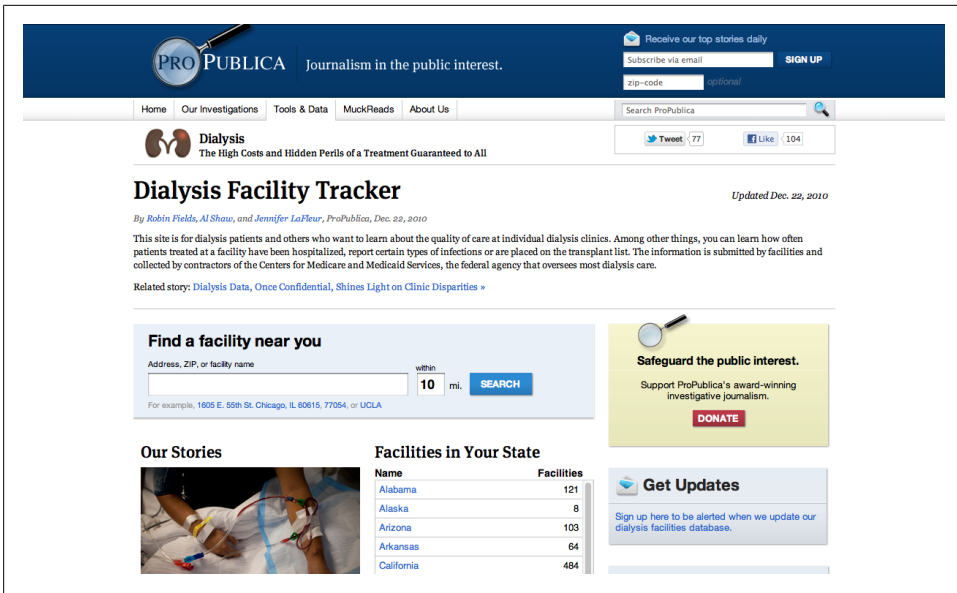 PRO PUBLICA Journalism in the public interest.
Receive our top stories daily
Subscribe via email SIGN UP
zip-code optional
Home Our Investigations Tools & Data MuckReads About Us
Search ProPublica
Dialysis
The High Costs and Hidden Perils of a Treatment Guaranteed to All
Tweet 77 Like 104
Dialysis Facility Tracker
Updated Dec. 22, 2010
By Robin Fields, Al Shaw, and Jennifer LaFleur, ProPublica, Dec. 22, 2010
This site is for dialysis patients and others who want to learn about the quality of care at individual dialysis clinics. Among other things, you can learn how often
patients treated at a facility have been hospitalized, report certain types of infections or are placed on the transplant list. The information is submitted by facilities and
collected by contractors of the Centers for Medicare and Medicaid Services, the federal agency that oversees most dialysis care.
Related story: Dialysis Data, Once Confidential, Shines Light on Clinic Disparities »
Find a facility near you
Address, ZIP, or facility name within
10 mi. SEARCH
For example, 1605 E. 55th St. Chicago, IL 60615, 77054, or UCLA
Safeguard the public interest.
Support ProPublica's award-winning
investigative journalism.
DONATE
Our Stories
Facilities in Your State
Name Facilities
Alabama 121
Alaska 8
Arizona 103
Arkansas 64
California 484
Get Updates
Sign up here to be alerted when we update our
dialysis facilities database.